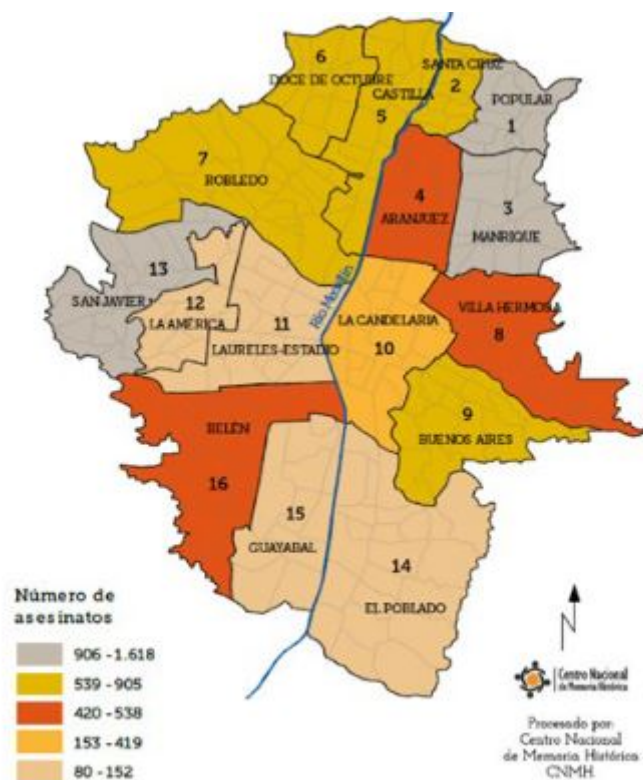 6
DOCE DE OCTUBRE
5
CASTILLA
SANTA CRUZ
2
POPULAR
1
7
ROBLEDO
4
ARANJUEZ
3
MANRIQUE
13
SAN JAVIER
12
LA AMÉRICA
11
LAURELES-ESTADIO
Río Medellín
LA CANDELARIA
10
VILLA HERMOSA
8
9
BUENOS AIRES
BELÉN
16
15
GUAYABAL
14
EL POBLADO
Número de
asesinatos
906 - 1.618
539 - 905
420 - 538
153 - 419
80 - 152
N
Centro Nacional
de Memoria Histórica
Procesado por:
Centro Nacional
de Memoria Histórica
CNMH.